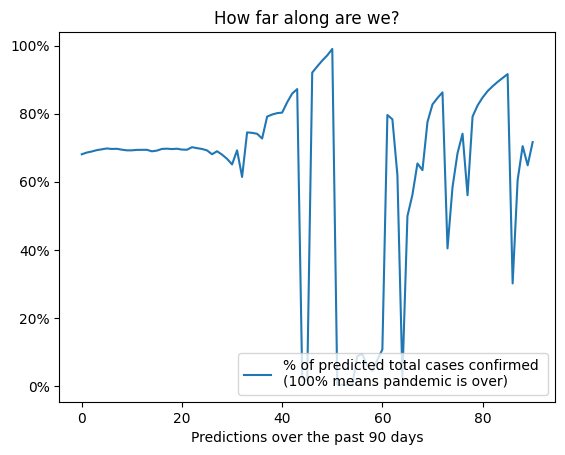 How far along are we?
100%
80%
60%
40%
20%
0%
% of predicted total cases confirmed
(100% means pandemic is over)
0
20
40
60
80
Predictions over the past 90 days